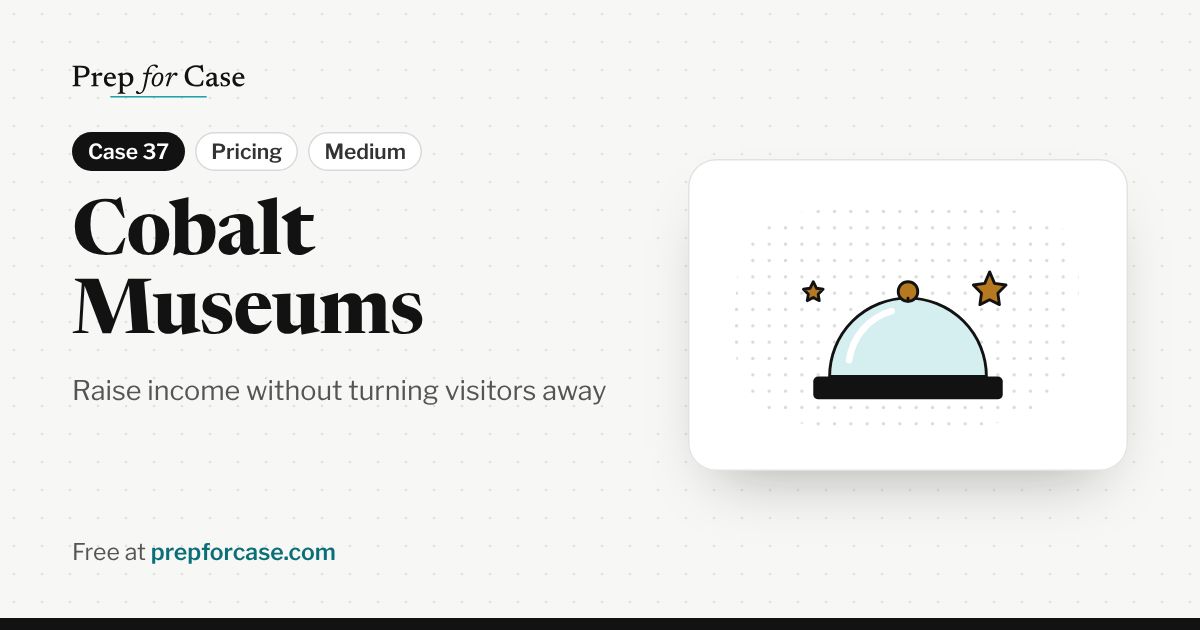 Prep for Case
Case 37
Pricing
Medium
Cobalt
Museums
Raise income without turning visitors away
Free at prepforcase.com